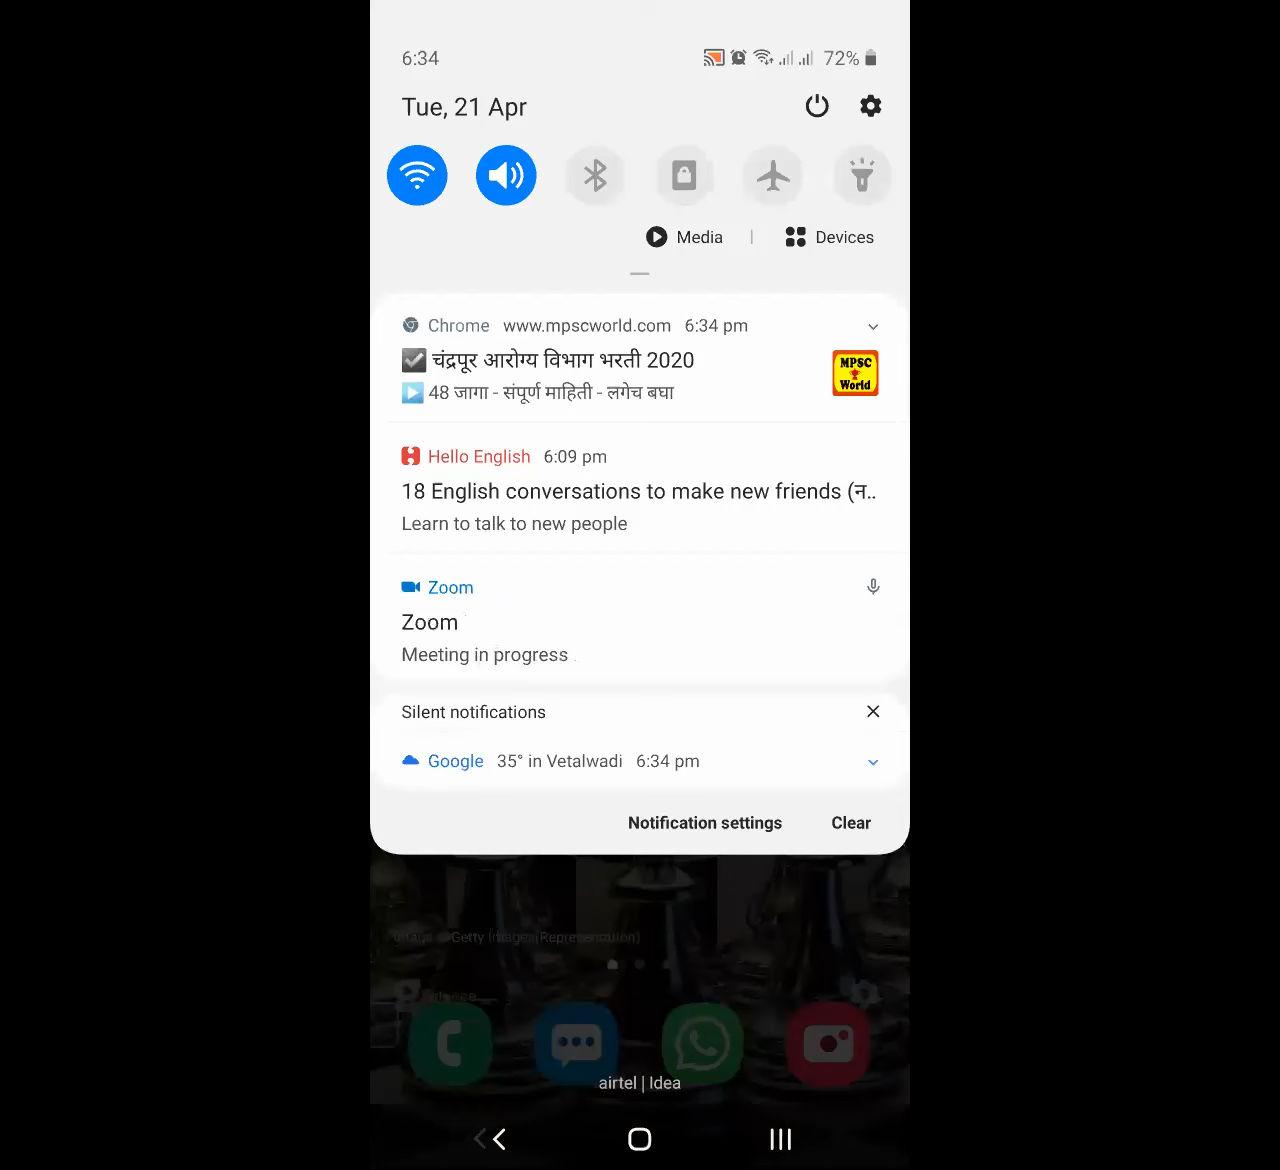 6:34 72%
Tue, 21 Apr
Media | Devices
Chrome www.mpscworld.com 6:34 pm
चंद्रपूर आरोग्य विभाग भरती 2020
48 जागा - संपूर्ण माहिती - लगेच बघा
MPSC
World
Hello English 6:09 pm
18 English conversations to make new friends (न..
Learn to talk to new people
Zoom
Zoom
Meeting in progress
Silent notifications
Google 35° in Vetalwadi 6:34 pm
Notification settings Clear
Getty Images (Representation)
airtel | Idea